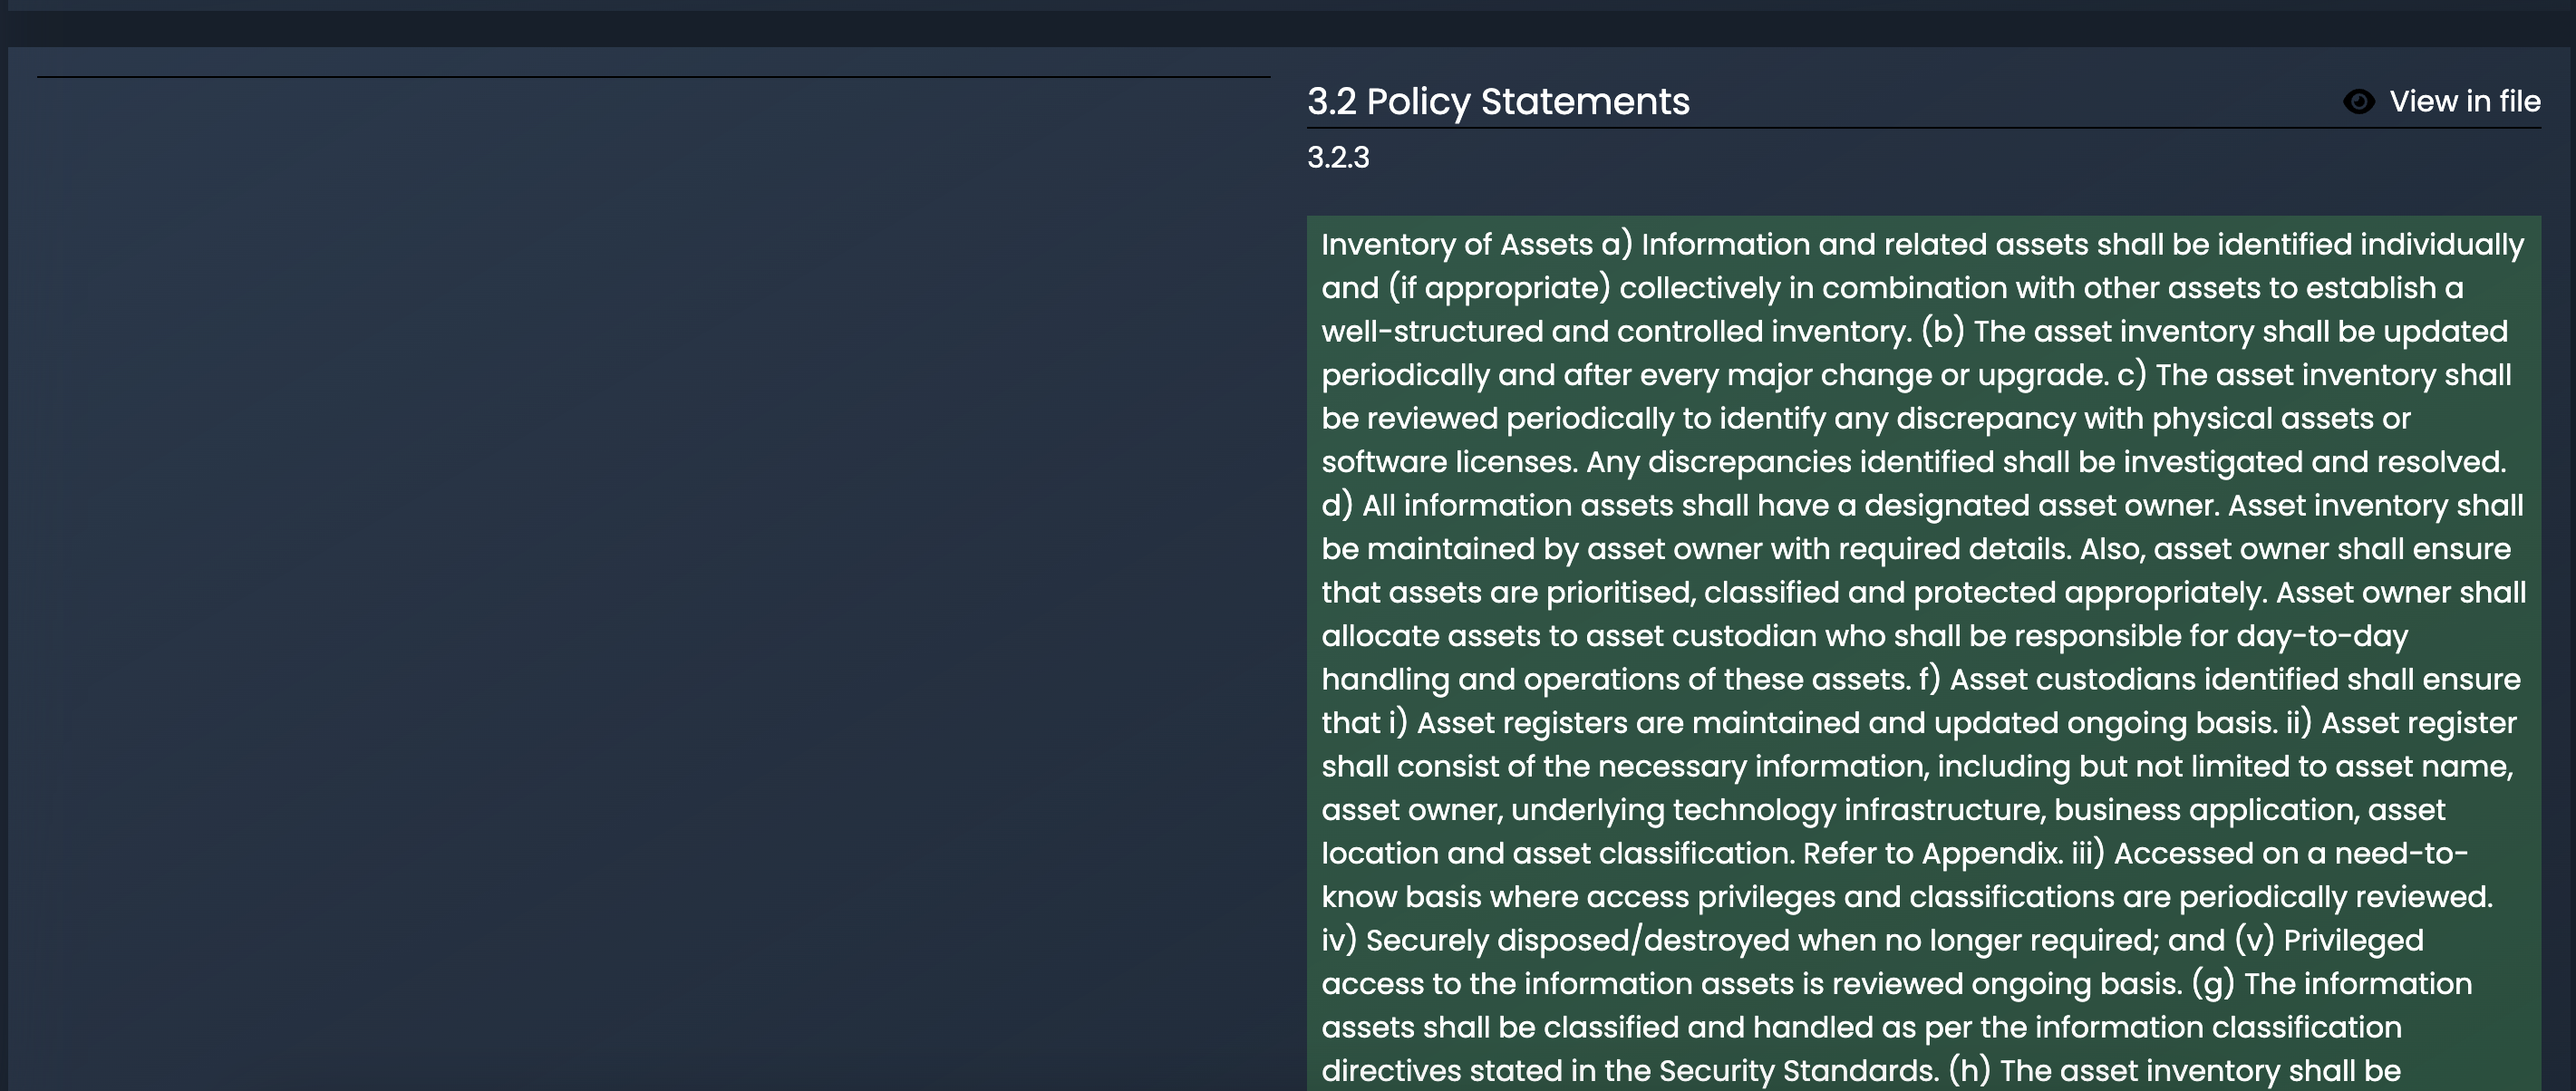 3.2 Policy Statements
View in file
3.2.3
Inventory of Assets a) Information and related assets shall be identified individually
and (if appropriate) collectively in combination with other assets to establish a
well-structured and controlled inventory. (b) The asset inventory shall be updated
periodically and after every major change or upgrade. c) The asset inventory shall
be reviewed periodically to identify any discrepancy with physical assets or
software licenses. Any discrepancies identified shall be investigated and resolved.
d) All information assets shall have a designated asset owner. Asset inventory shall
be maintained by asset owner with required details. Also, asset owner shall ensure
that assets are prioritised, classified and protected appropriately. Asset owner shall
allocate assets to asset custodian who shall be responsible for day-to-day
handling and operations of these assets. f) Asset custodians identified shall ensure
that i) Asset registers are maintained and updated ongoing basis. ii) Asset register
shall consist of the necessary information, including but not limited to asset name,
asset owner, underlying technology infrastructure, business application, asset
location and asset classification. Refer to Appendix. iii) Accessed on a need-to-
know basis where access privileges and classifications are periodically reviewed.
iv) Securely disposed/destroyed when no longer required; and (v) Privileged
access to the information assets is reviewed ongoing basis. (g) The information
assets shall be classified and handled as per the information classification
directives stated in the Security Standards. (h) The asset inventory shall be